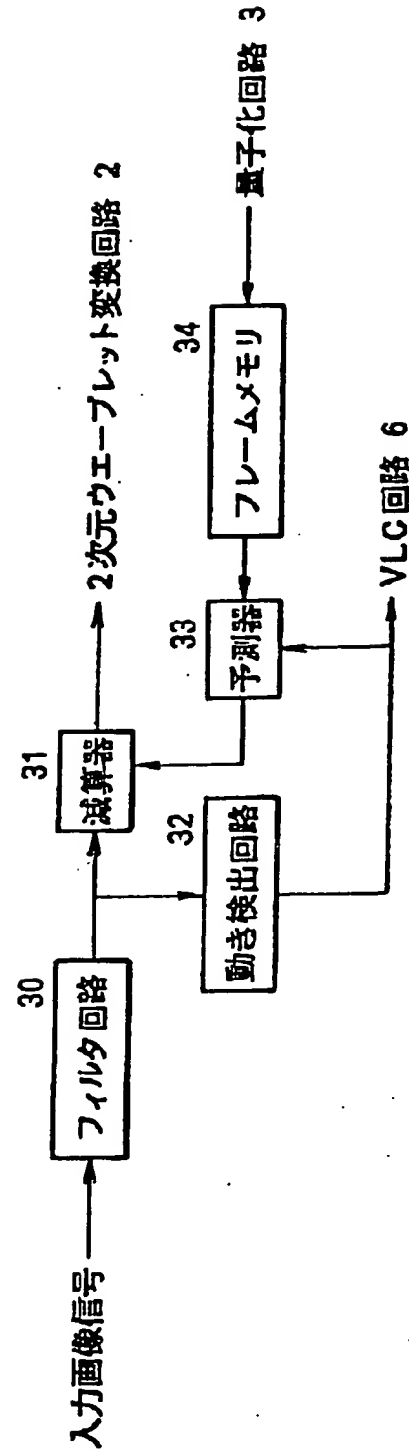 入力画像信号
30
フィルタ回路
31
減算器
2次元ウエーブレット変換回路 2
32
動き検出回路
33
予測器
34
フレームメモリ
量子化回路 3
VLC回路 6